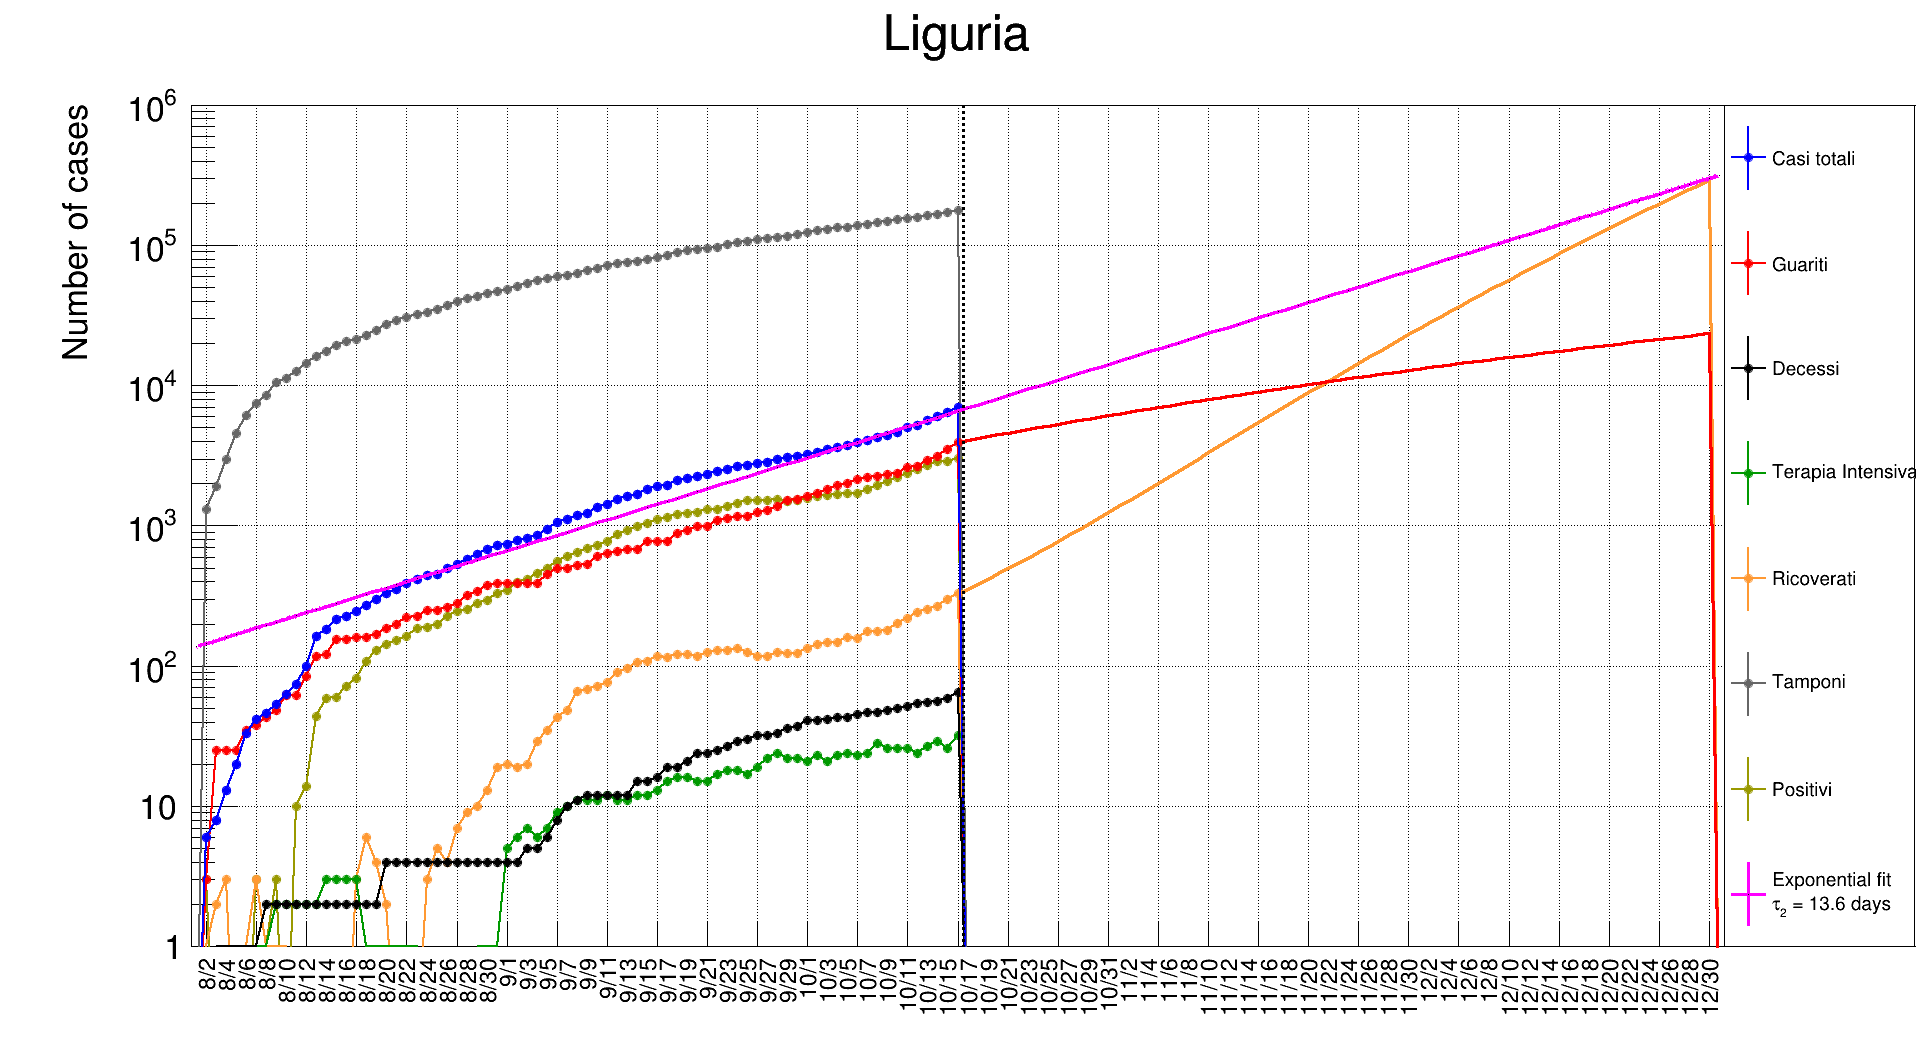 Liguria
Number of cases
10^6
10^5
10^4
10^3
10^2
10
1
8/2 8/4 8/6 8/8 8/10 8/12 8/14 8/16 8/18 8/20 8/22 8/24 8/26 8/28 8/30 9/1 9/3 9/5 9/7 9/9 9/11 9/13 9/15 9/17 9/19 9/21 9/23 9/25 9/27 9/29 10/1 10/3 10/5 10/7 10/9 10/11 10/13 10/15 10/17 10/19 10/21 10/23 10/25 10/27 10/29 10/31 11/2 11/4 11/6 11/8 11/10 11/12 11/14 11/16 11/18 11/20 11/22 11/24 11/26 11/28 11/30 12/2 12/4 12/6 12/8 12/10 12/12 12/14 12/16 12/18 12/20 12/22 12/24 12/26 12/28 12/30
Casi totali
Guariti
Decessi
Terapia Intensiva
Ricoverati
Tamponi
Positivi
Exponential fit
τ₂ = 13.6 days